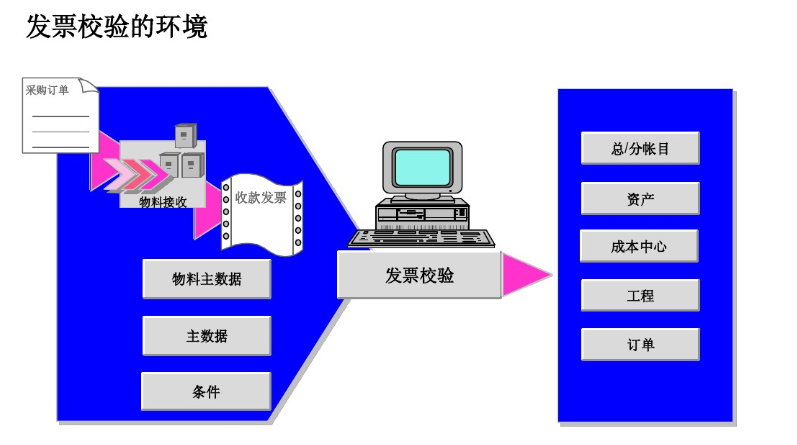 发票校验的环境
采购订单
物料接收
收款发票
物料主数据
主数据
条件
发票校验
总/分帐目
资产
成本中心
工程
订单